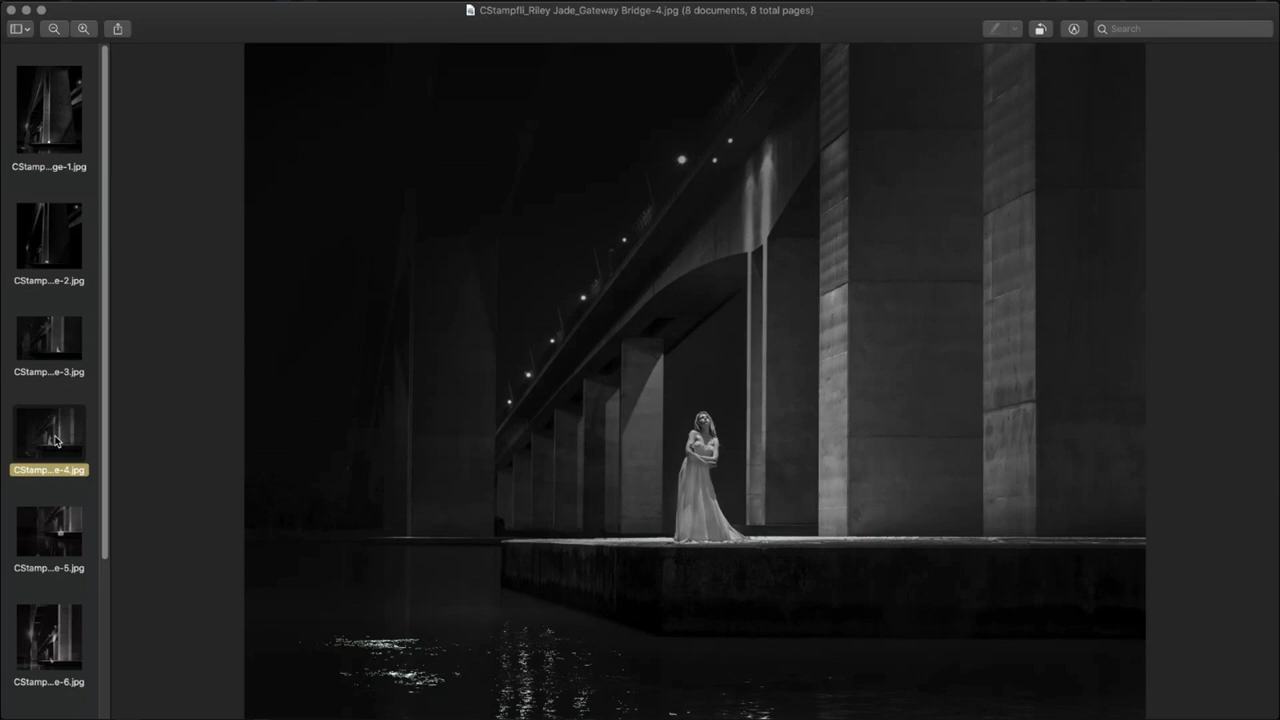 CStampfli_Riley Jade_Gateway Bridge-4.jpg (8 documents, 8 total pages)
Search
CStamp...ge-1.jpg
CStamp...e-2.jpg
CStamp...e-3.jpg
CStamp...e-4.jpg
CStamp...e-5.jpg
CStamp...e-6.jpg